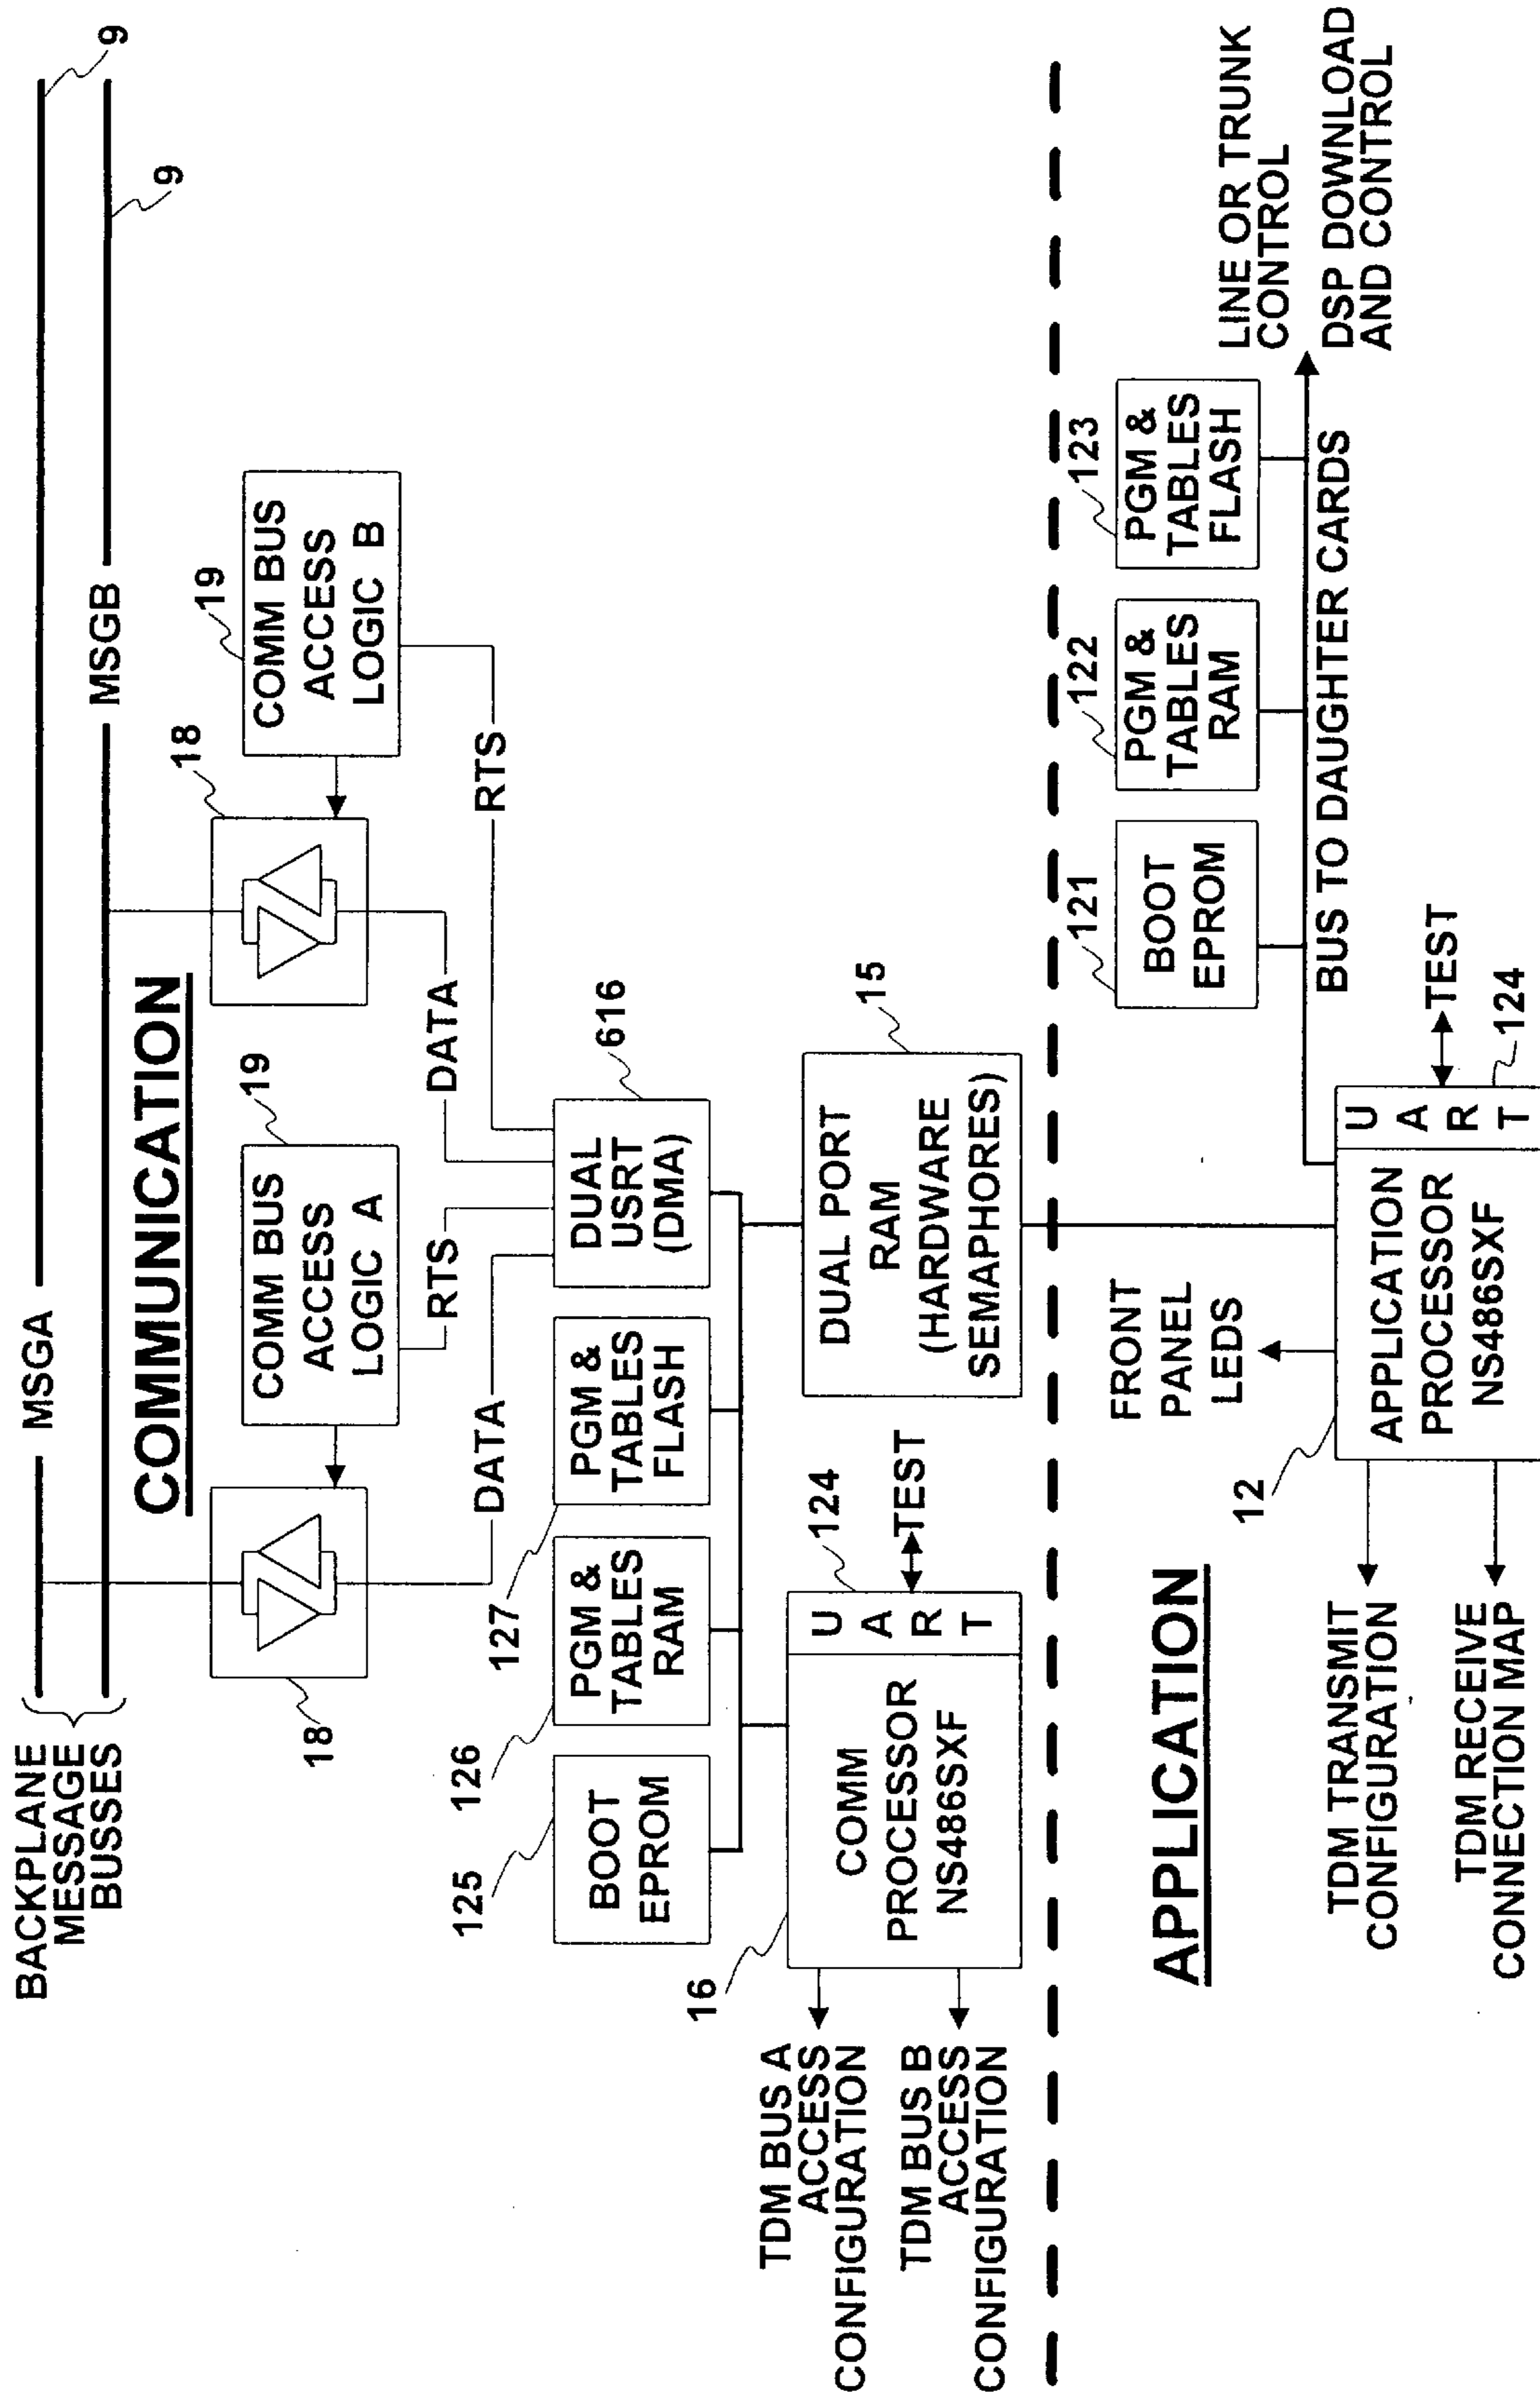 BACKPLANE
MESSAGE
BUSSES
MSGA
9
MSGB
9
COMMUNICATION
18
19
COMM BUS
ACCESS
LOGIC A
18
19
COMM BUS
ACCESS
LOGIC B
DATA
RTS
DATA
RTS
125
BOOT
EPROM
126
PGM &
TABLES
RAM
127
PGM &
TABLES
FLASH
616
DUAL
USRT
(DMA)
16
COMM
PROCESSOR
NS486SXF
U
A
R
T
124
TEST
15
DUAL PORT
RAM
(HARDWARE
SEMAPHORES)
TDM BUS A
ACCESS
CONFIGURATION
TDM BUS B
ACCESS
CONFIGURATION
APPLICATION
FRONT
PANEL
LEDS
121
BOOT
EPROM
122
PGM &
TABLES
RAM
123
PGM &
TABLES
FLASH
LINE OR TRUNK
CONTROL
DSP DOWNLOAD
AND CONTROL
BUS TO DAUGHTER CARDS
12
APPLICATION
PROCESSOR
NS486SXF
U
A
R
T
TEST
124
TDM TRANSMIT
CONFIGURATION
TDM RECEIVE
CONNECTION MAP